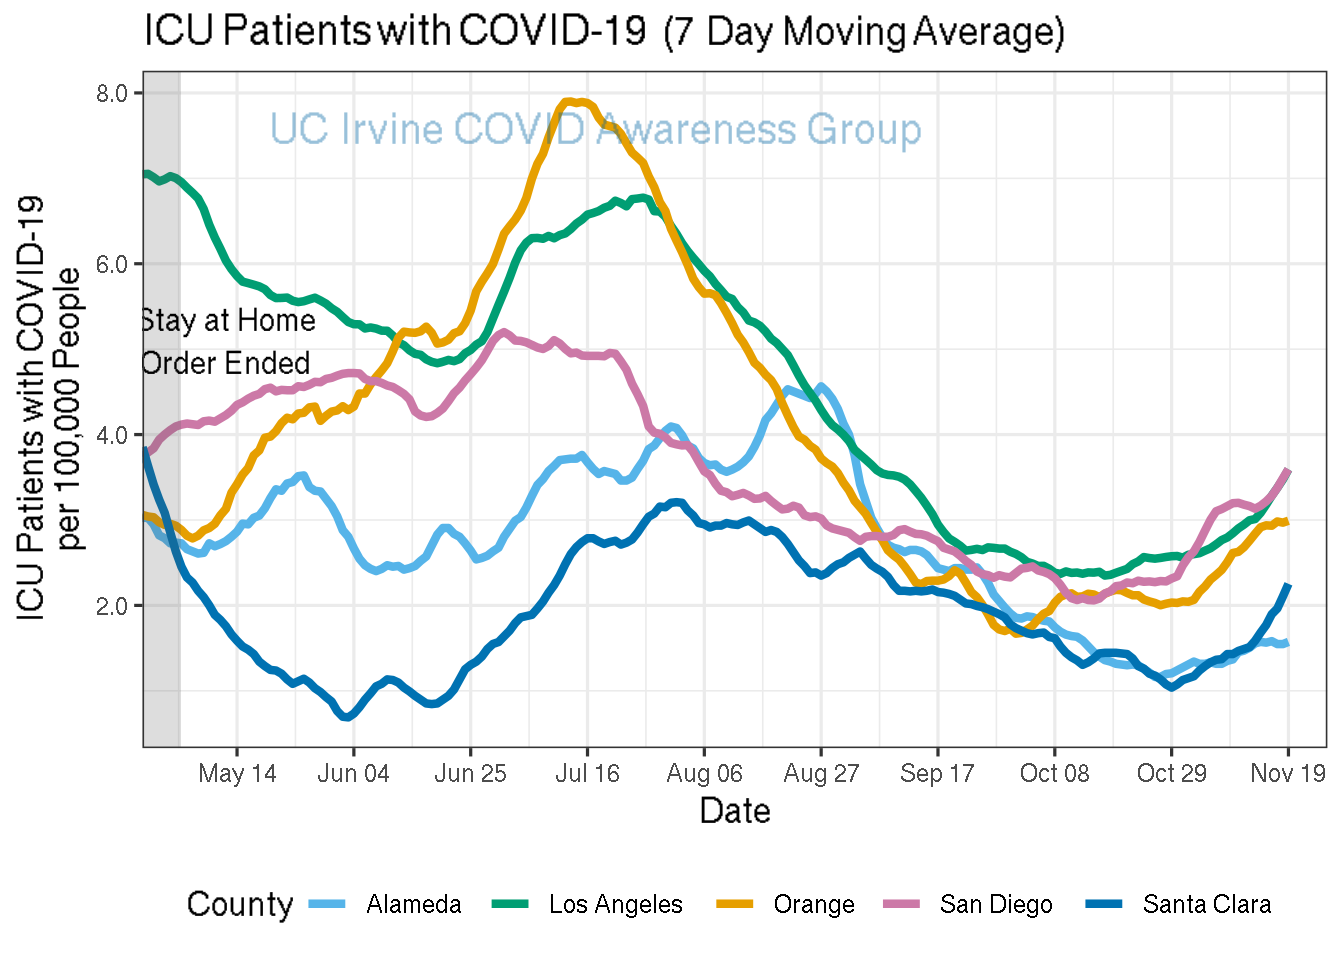 ICU Patients with COVID-19 (7 Day Moving Average)
UC Irvine COVID Awareness Group
ICU Patients with COVID-19
per 100,000 People
8.0
6.0
4.0
2.0
Stay at Home
Order Ended
May 14 Jun 04 Jun 25 Jul 16 Aug 06 Aug 27 Sep 17 Oct 08 Oct 29 Nov 19
Date
County Alameda Los Angeles Orange San Diego Santa Clara